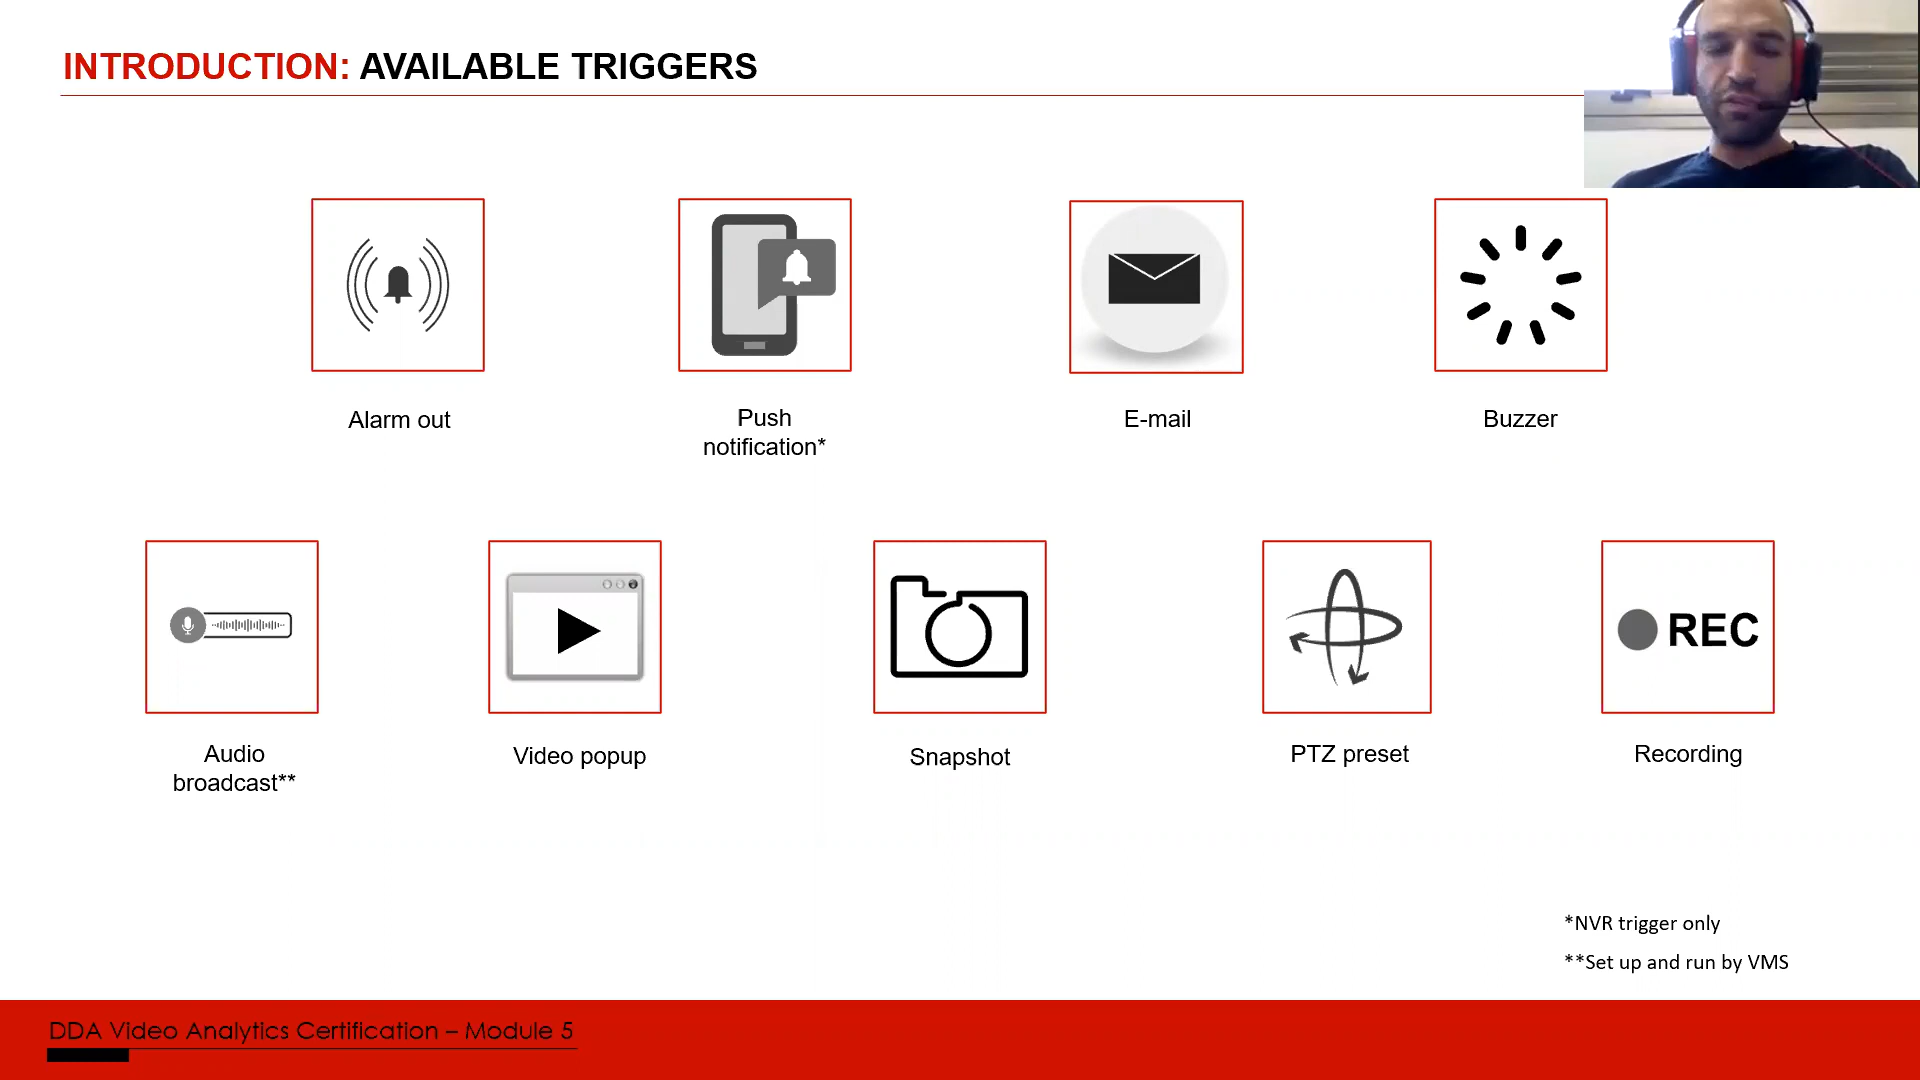 INTRODUCTION: AVAILABLE TRIGGERS
Alarm out
Push
notification*
E-mail
Buzzer
REC
Audio
broadcast**
Video popup
Snapshot
PTZ preset
Recording
*NVR trigger only
**Set up and run by VMS
DDA Video Analytics Certification – Module 5